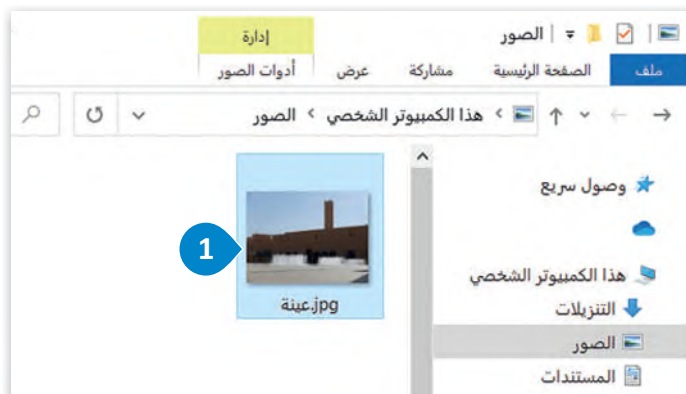 الصور
إدارة
ملف الصفحة الرئيسية مشاركة عرض أدوات الصور
هذا الكمبيوتر الشخصي الصور
وصول سريع
1
عينة.jpg
هذا الكمبيوتر الشخصي
التنزيلات
الصور
المستندات